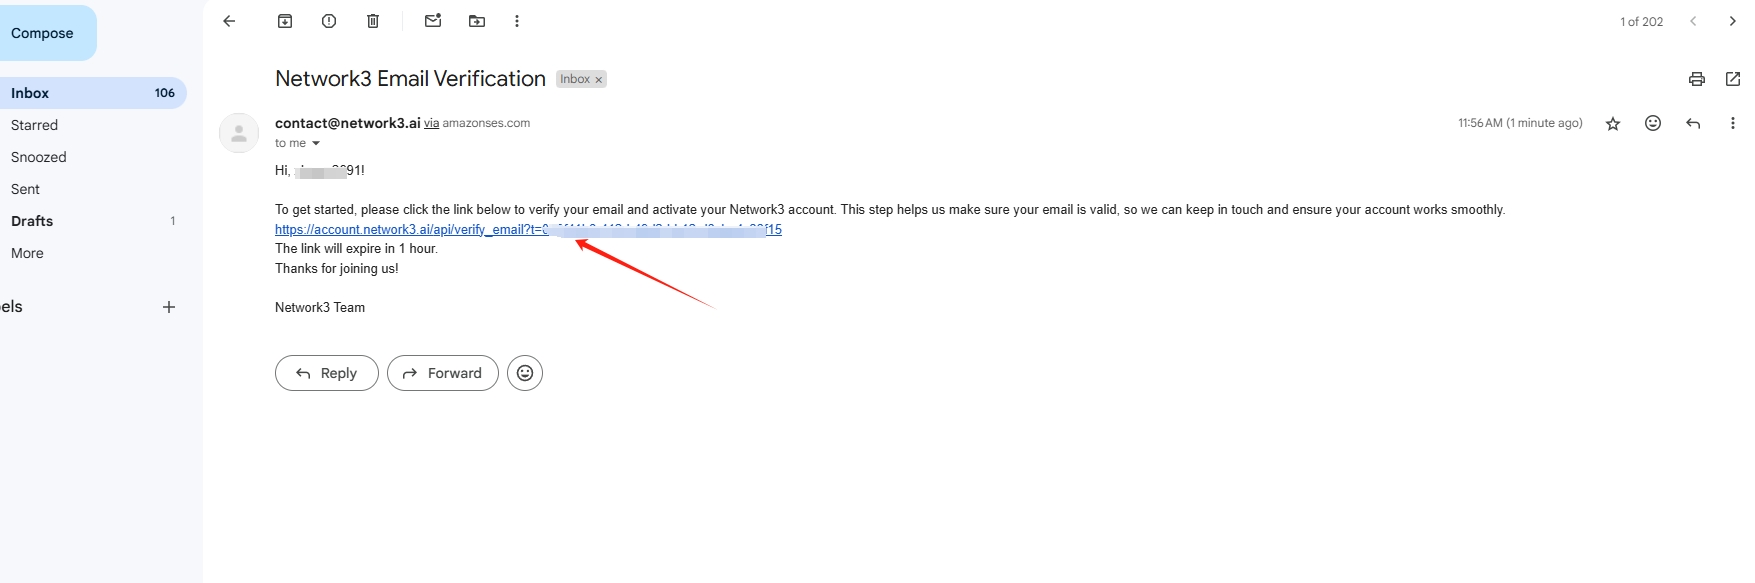 Compose
1 of 202
Network3 Email Verification Inbox ×
Inbox 106
Starred
Snoozed
Sent
Drafts 1
More
els
contact@network3.ai via amazonses.com
11:56 AM (1 minute ago)
to me
Hi, 91!
To get started, please click the link below to verify your email and activate your Network3 account. This step helps us make sure your email is valid, so we can keep in touch and ensure your account works smoothly.
https://account.network3.ai/api/verify_email?t= f15
The link will expire in 1 hour.
Thanks for joining us!
Network3 Team
Reply
Forward